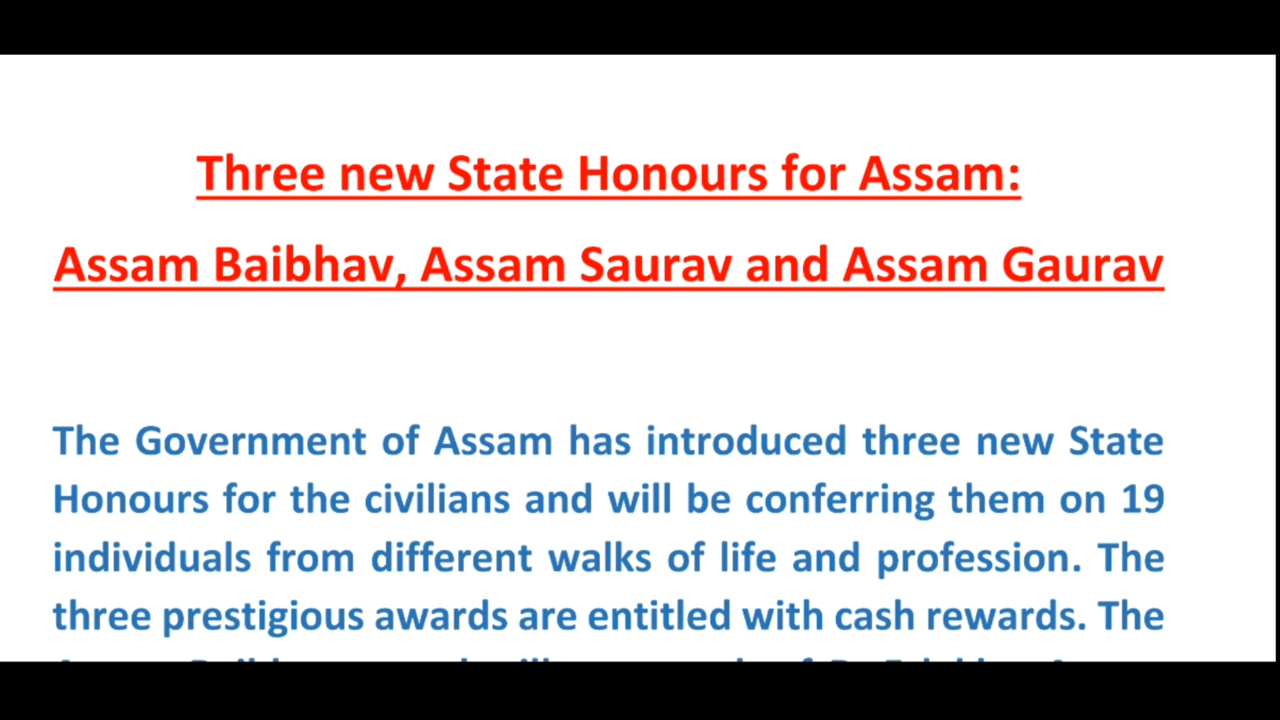 Three new State Honours for Assam:
Assam Baibhav, Assam Saurav and Assam Gaurav
The Government of Assam has introduced three new State
Honours for the civilians and will be conferring them on 19
individuals from different walks of life and profession. The
three prestigious awards are entitled with cash rewards. The